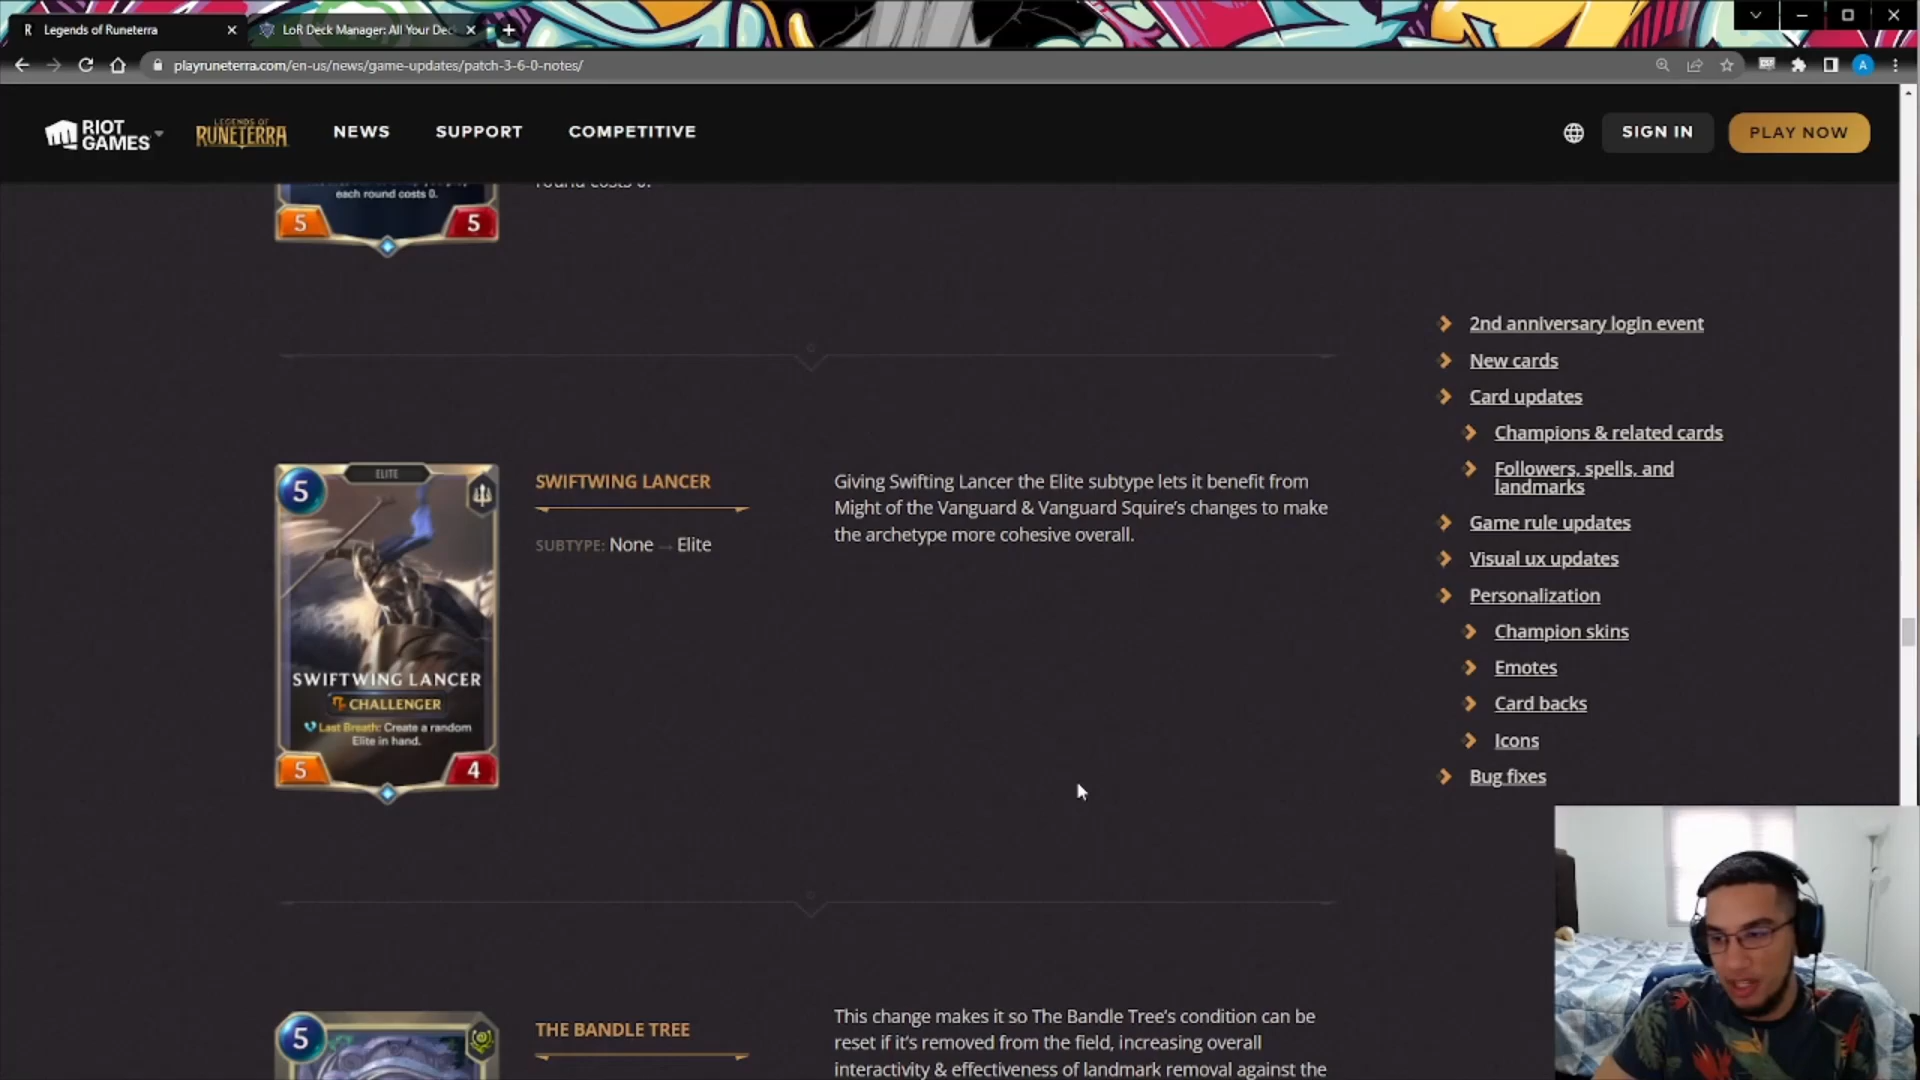 Legends of Runeterra
LoR Deck Manager: All Your Dec
playruneterra.com/en-us/news/game-updates/patch-3-6-0-notes/
A
RIOT GAMES
LEGENDS OF RUNETERRA
NEWS
SUPPORT
COMPETITIVE
SIGN IN
PLAY NOW
each round costs 0.
round costs 0.
5
5
5
ELITE
SWIFTWING LANCER
CHALLENGER
Last Breath: Create a random
Elite in hand.
5
4
SWIFTWING LANCER
SUBTYPE: None → Elite
Giving Swifting Lancer the Elite subtype lets it benefit from
Might of the Vanguard & Vanguard Squire's changes to make
the archetype more cohesive overall.
5
THE BANDLE TREE
This change makes it so The Bandle Tree's condition can be
reset if it's removed from the field, increasing overall
interactivity & effectiveness of landmark removal against the
2nd anniversary login event
New cards
Card updates
Champions & related cards
Followers, spells, and
landmarks
Game rule updates
Visual ux updates
Personalization
Champion skins
Emotes
Card backs
Icons
Bug fixes